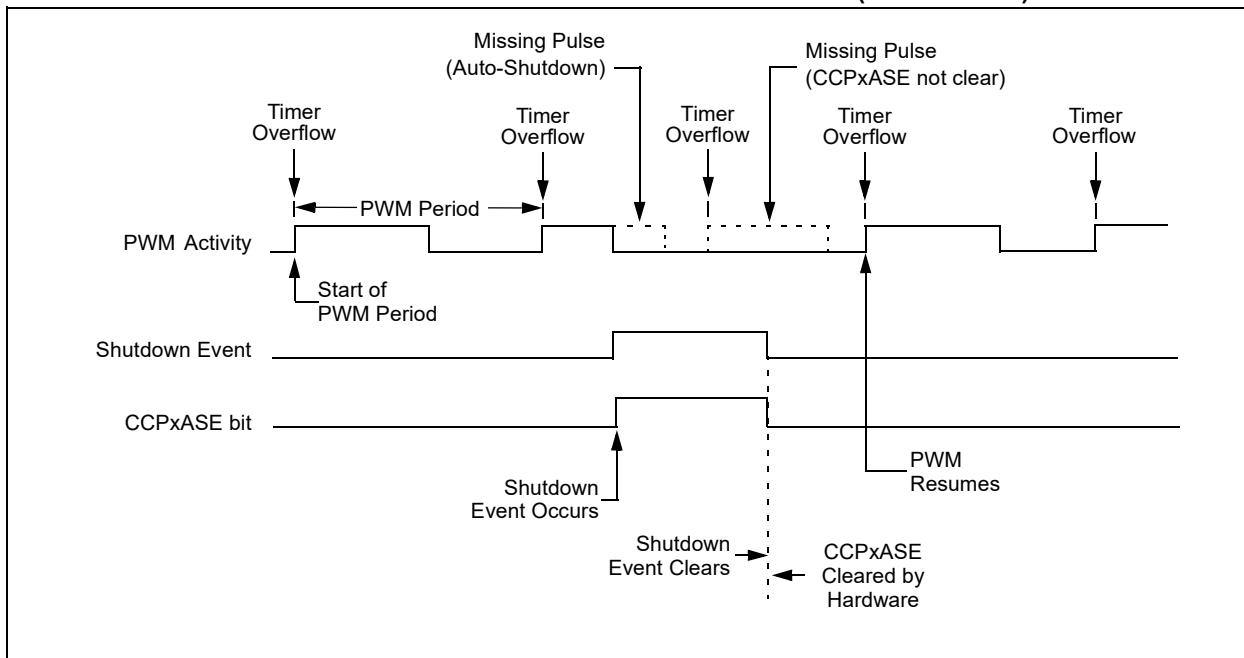 Missing Pulse
(Auto-Shutdown)
Missing Pulse
(CCPxASE not clear)
Timer
Overflow
Timer
Overflow
Timer
Overflow
Timer
Overflow
Timer
Overflow
PWM Period
PWM Activity
Start of
PWM Period
Shutdown Event
CCPxASE bit
Shutdown
Event Occurs
PWM
Resumes
Shutdown
Event Clears
CCPxASE
Cleared by
Hardware